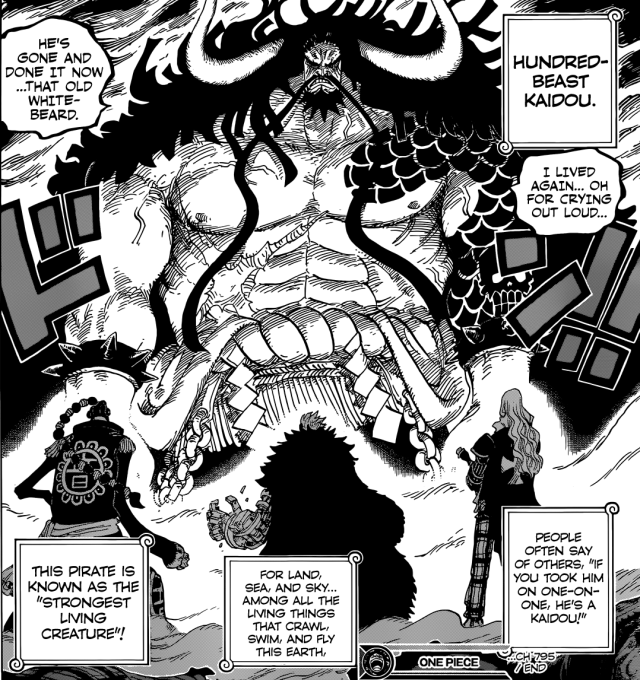 HUNDRED-
BEAST
KAIDOU.
I LIVED
AGAIN... OH
FOR CRYING
OUT LOUD...
HE'S
GONE AND
DONE IT NOW
...THAT OLD
WHITE-
BEARD.
ド
ン!!
PEOPLE
OFTEN SAY
OF OTHERS, "IF
YOU TOOK HIM
ON ONE-ON-
ONE, HE'S A
KAIDOU!"
FOR LAND,
SEA, AND SKY...
AMONG ALL THE
LIVING THINGS
THAT CRAWL,
SWIM, AND FLY
THIS EARTH,
THIS PIRATE IS
KNOWN AS THE
"STRONGEST
LIVING
CREATURE"!
ONE PIECE
...CH 795
/ END